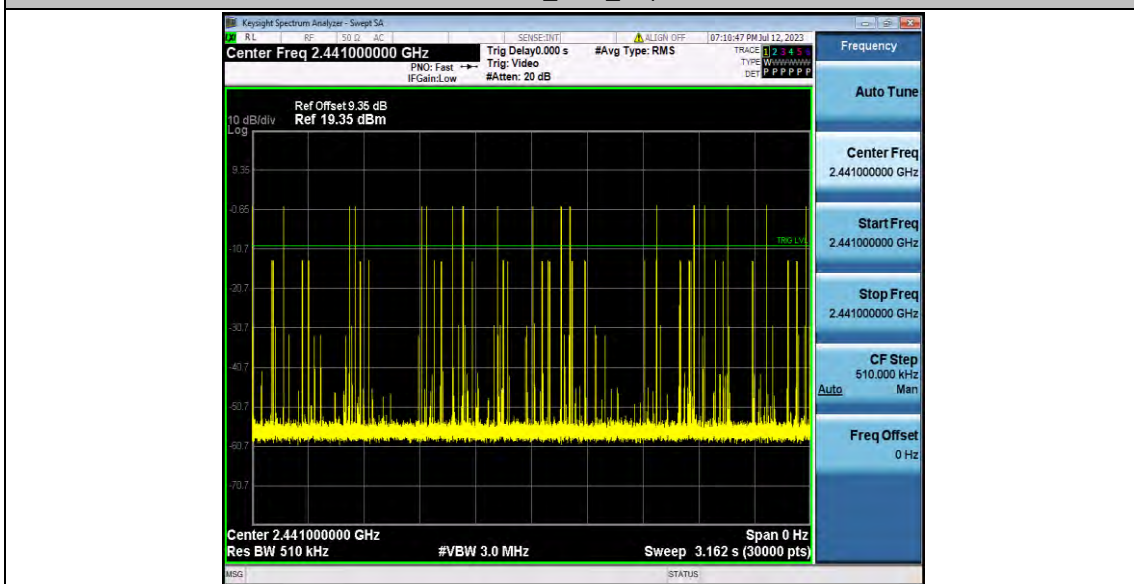 Keysight Spectrum Analyzer - Swept SA
RL RF 50 Ω AC SENSE:INT ALIGN OFF 07:10:47 PM Jul 12, 2023
Center Freq 2.441000000 GHz
PNO: Fast
IFGain:Low
Trig Delay0.000 s
Trig: Video
#Atten: 20 dB
#Avg Type: RMS
TRACE 1 2 3 4 5 6
TYPE
DET P P P P P P
Ref Offset 9.35 dB
10 dB/div Ref 19.35 dBm
Log
9.35
-0.65
-10.7
-20.7
-30.7
-40.7
-50.7
-60.7
-70.7
TRIG LVL
Center 2.441000000 GHz Span 0 Hz
Res BW 510 kHz #VBW 3.0 MHz Sweep 3.162 s (30000 pts)
MSG STATUS
Frequency
Auto Tune
Center Freq
2.441000000 GHz
Start Freq
2.441000000 GHz
Stop Freq
2.441000000 GHz
CF Step
510.000 kHz
Auto Man
Freq Offset
0 Hz